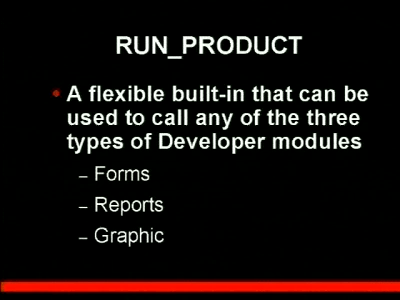 RUN_PRODUCT
• A flexible built-in that can be
used to call any of the three
types of Developer modules
– Forms
– Reports
– Graphic